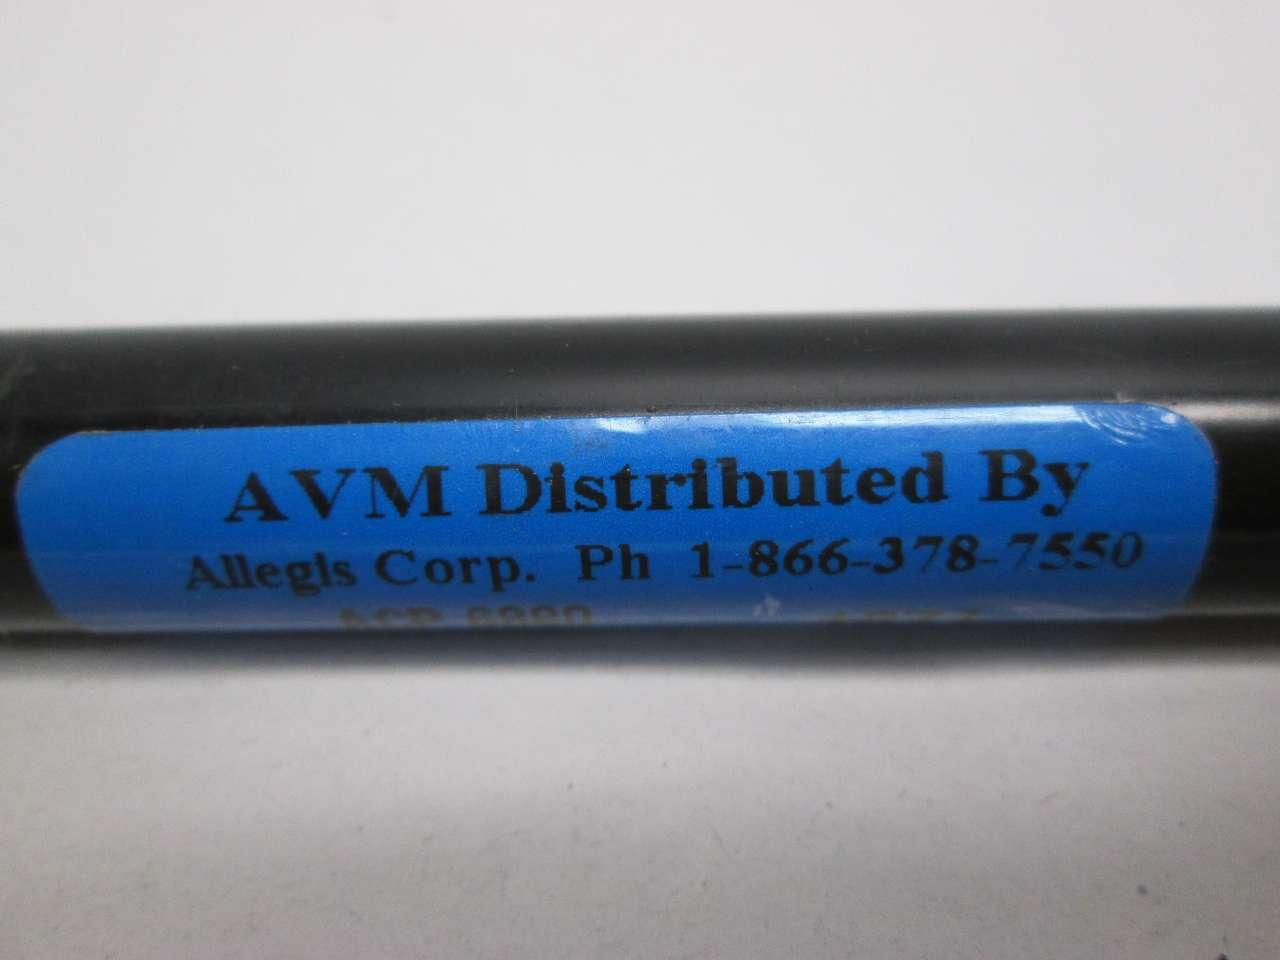 AVM Distributed By
Allegis Corp. Ph 1-866-378-7550